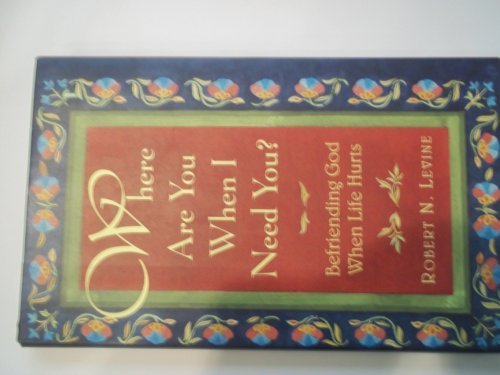 Where
Are You
When I
Need You?
Befriending God
When Life Hurts
ROBERT N. LEVINE